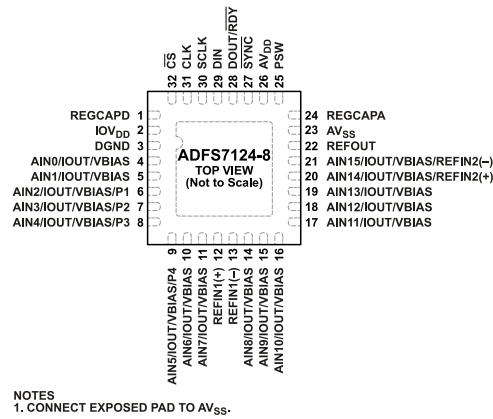 C̅S̅
CLK
SCLK
DIN
DOUT/R̅D̅Y̅
S̅Y̅N̅C̅
AVDD
PSW
32 31 30 29 28 27 26 25
REGCAPD 1
IOVDD 2
DGND 3
AIN0/IOUT/VBIAS 4
AIN1/IOUT/VBIAS 5
AIN2/IOUT/VBIAS/P1 6
AIN3/IOUT/VBIAS/P2 7
AIN4/IOUT/VBIAS/P3 8
ADFS7124-8
TOP VIEW
(Not to Scale)
24 REGCAPA
23 AVSS
22 REFOUT
21 AIN15/IOUT/VBIAS/REFIN2(–)
20 AIN14/IOUT/VBIAS/REFIN2(+)
19 AIN13/IOUT/VBIAS
18 AIN12/IOUT/VBIAS
17 AIN11/IOUT/VBIAS
9 10 11 12 13 14 15 16
AIN5/IOUT/VBIAS/P4
AIN6/IOUT/VBIAS
AIN7/IOUT/VBIAS
REFIN1(+)
REFIN1(–)
AIN8/IOUT/VBIAS
AIN9/IOUT/VBIAS
AIN10/IOUT/VBIAS
NOTES
1. CONNECT EXPOSED PAD TO AVSS.